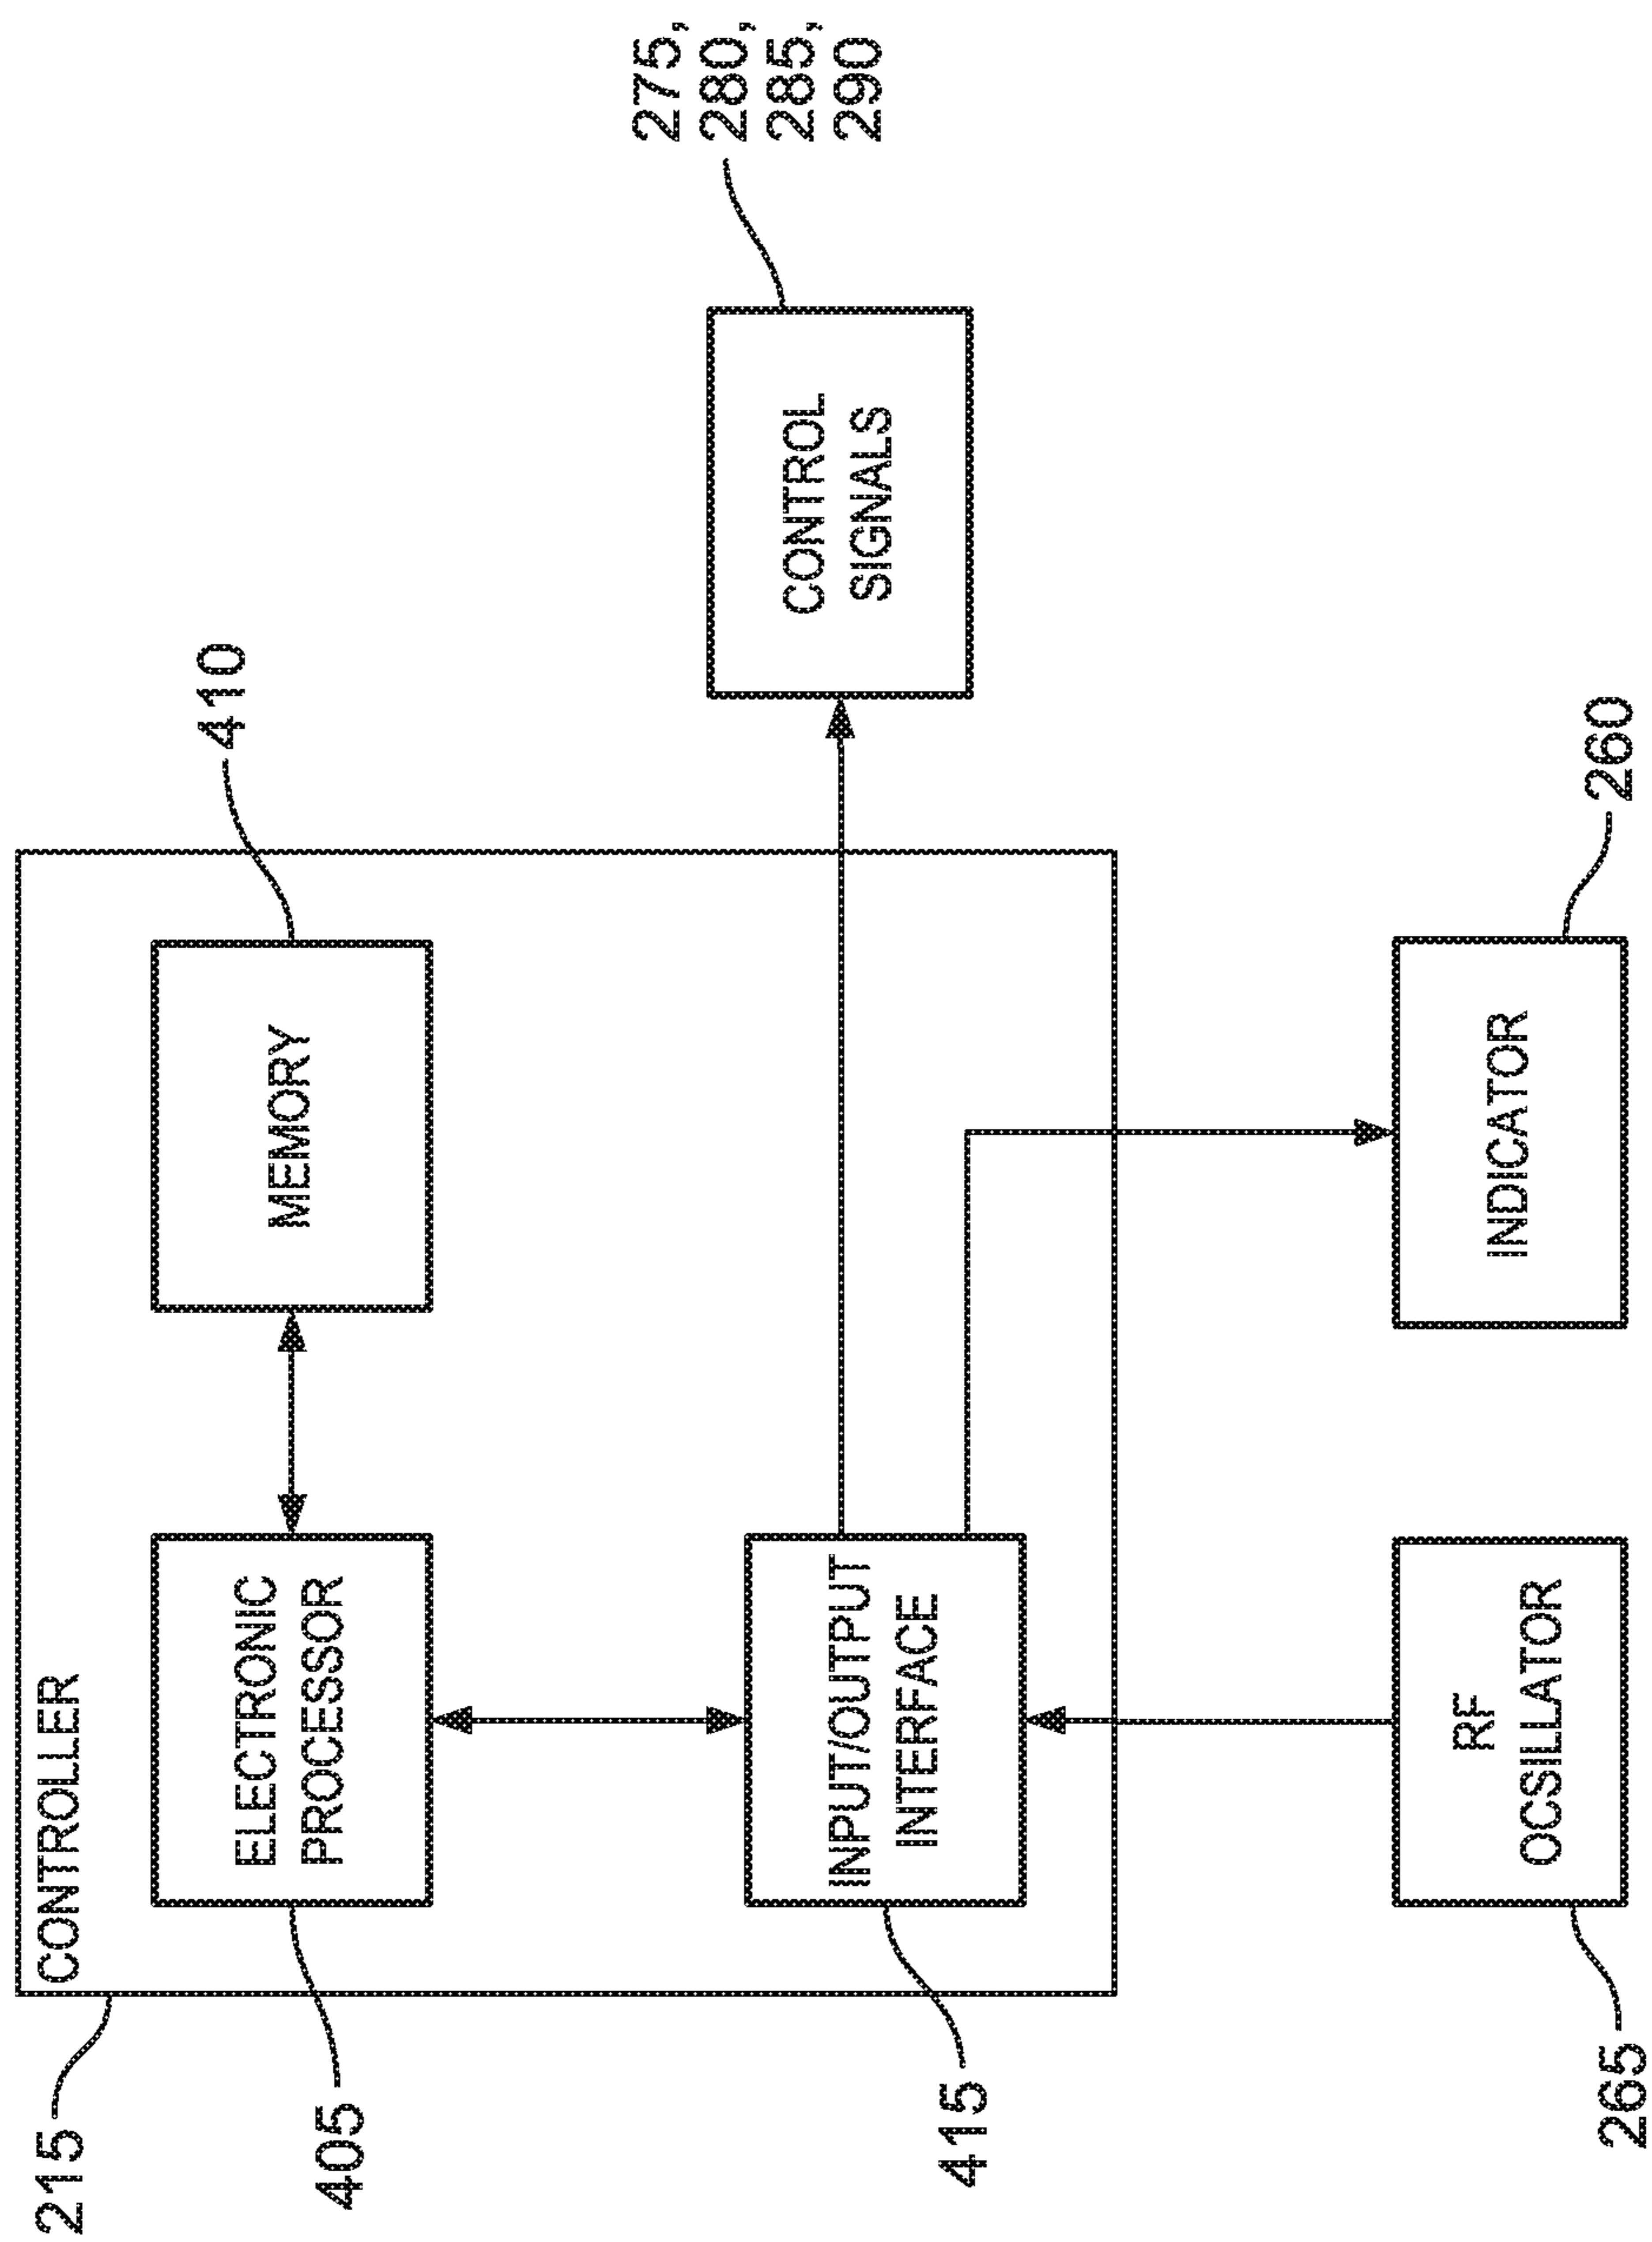 215
CONTROLLER
405
ELECTRONIC
PROCESSOR
MEMORY
410
415
INPUT/OUTPUT
INTERFACE
CONTROL
SIGNALS
275,
280,
285,
290
265
RF
OCSILLATOR
INDICATOR
260